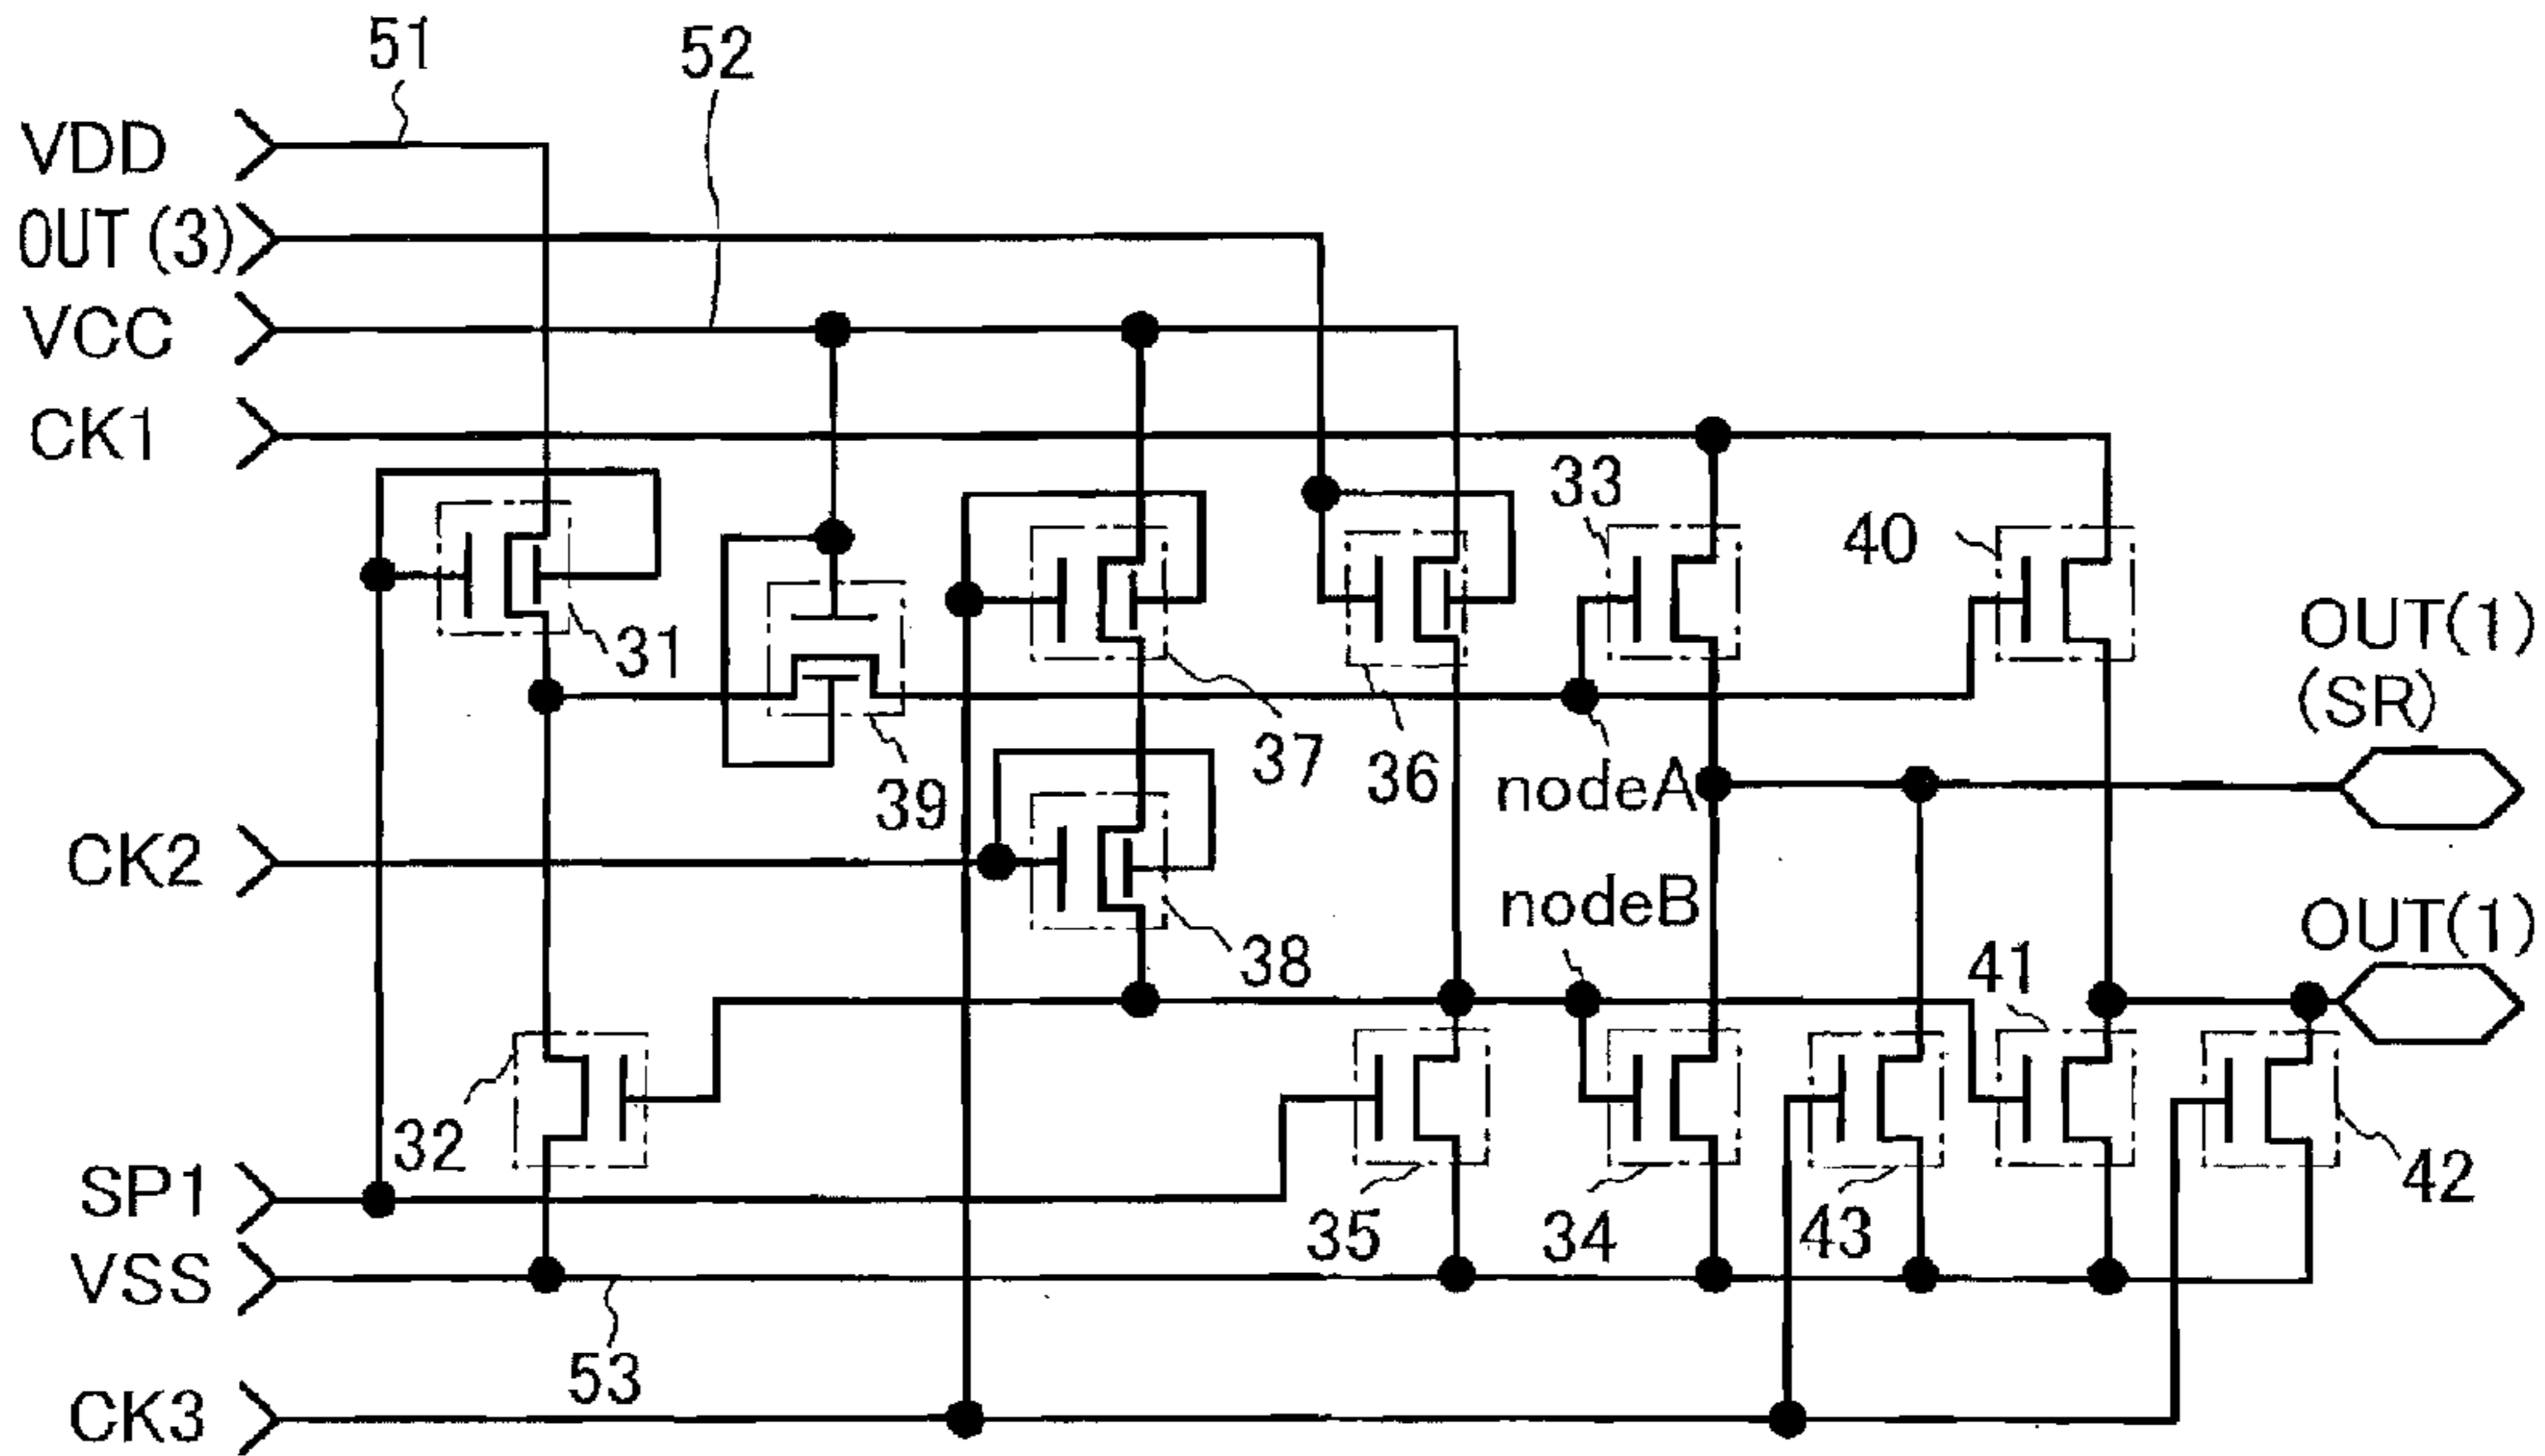 51
52
VDD
OUT (3)
VCC
CK1
33
40
31
OUT(1)
(SR)
37
36
39
nodeA
CK2
nodeB
38
41
OUT(1)
32
SP1
35
34
43
42
VSS
53
CK3